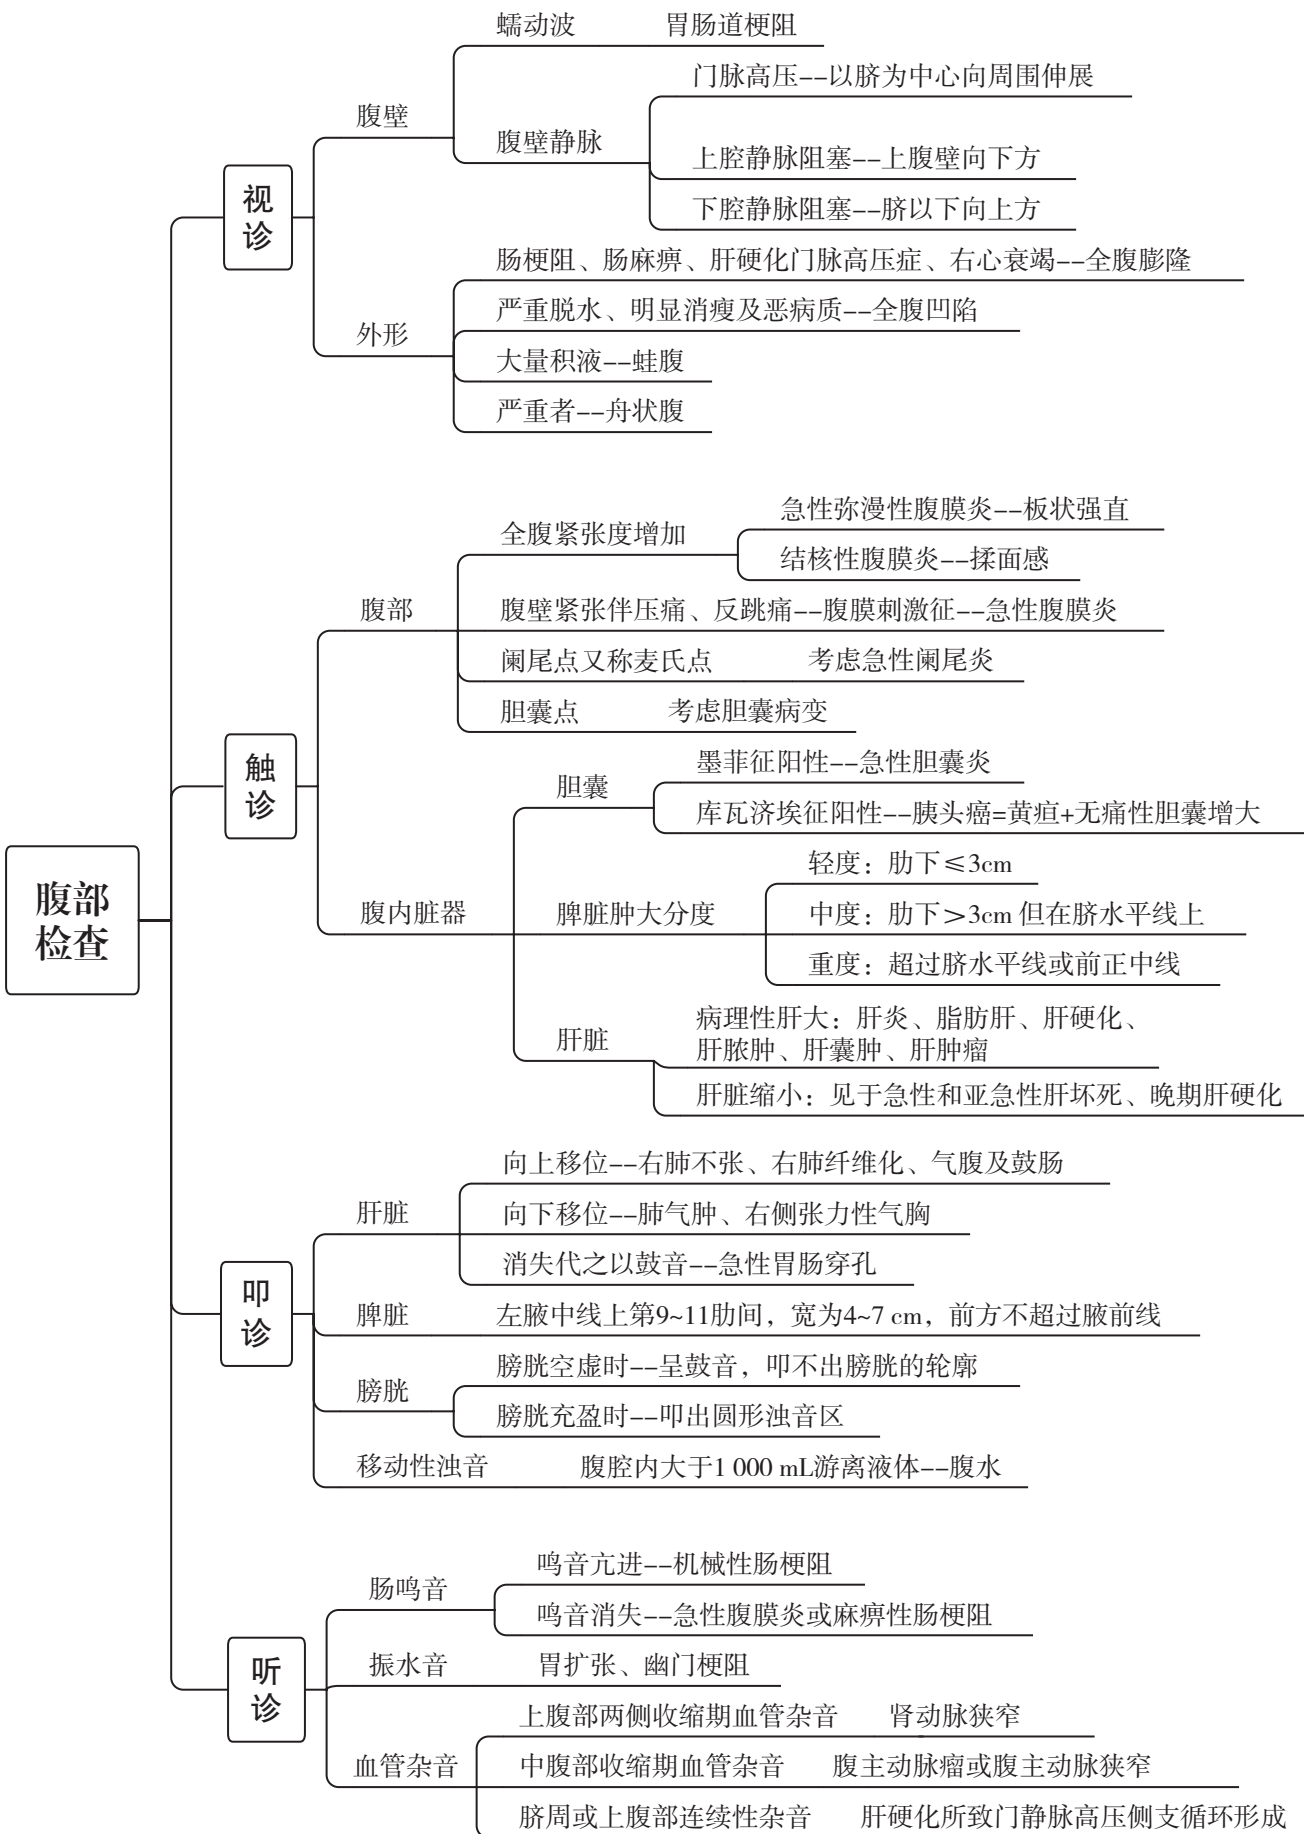 腹部
检查
视
诊
腹壁
蠕动波 胃肠道梗阻
腹壁静脉
门脉高压--以脐为中心向周围伸展
上腔静脉阻塞--上腹壁向下方
下腔静脉阻塞--脐以下向上方
外形
肠梗阻、肠麻痹、肝硬化门脉高压症、右心衰竭--全腹膨隆
严重脱水、明显消瘦及恶病质--全腹凹陷
大量积液--蛙腹
严重者--舟状腹
触
诊
腹部
全腹紧张度增加
急性弥漫性腹膜炎--板状强直
结核性腹膜炎--揉面感
腹壁紧张伴压痛、反跳痛--腹膜刺激征--急性腹膜炎
阑尾点又称麦氏点 考虑急性阑尾炎
胆囊点 考虑胆囊病变
腹内脏器
胆囊
墨菲征阳性--急性胆囊炎
库瓦济埃征阳性--胰头癌=黄疸+无痛性胆囊增大
脾脏肿大分度
轻度：肋下≤3cm
中度：肋下＞3cm 但在脐水平线上
重度：超过脐水平线或前正中线
肝脏
病理性肝大：肝炎、脂肪肝、肝硬化、
肝脓肿、肝囊肿、肝肿瘤
肝脏缩小：见于急性和亚急性肝坏死、晚期肝硬化
叩
诊
肝脏
向上移位--右肺不张、右肺纤维化、气腹及鼓肠
向下移位--肺气肿、右侧张力性气胸
消失代之以鼓音--急性胃肠穿孔
脾脏 左腋中线上第9~11肋间，宽为4~7 cm，前方不超过腋前线
膀胱
膀胱空虚时--呈鼓音，叩不出膀胱的轮廓
膀胱充盈时--叩出圆形浊音区
移动性浊音 腹腔内大于1 000 mL游离液体--腹水
听
诊
肠鸣音
鸣音亢进--机械性肠梗阻
鸣音消失--急性腹膜炎或麻痹性肠梗阻
振水音 胃扩张、幽门梗阻
血管杂音
上腹部两侧收缩期血管杂音 肾动脉狭窄
中腹部收缩期血管杂音 腹主动脉瘤或腹主动脉狭窄
脐周或上腹部连续性杂音 肝硬化所致门静脉高压侧支循环形成